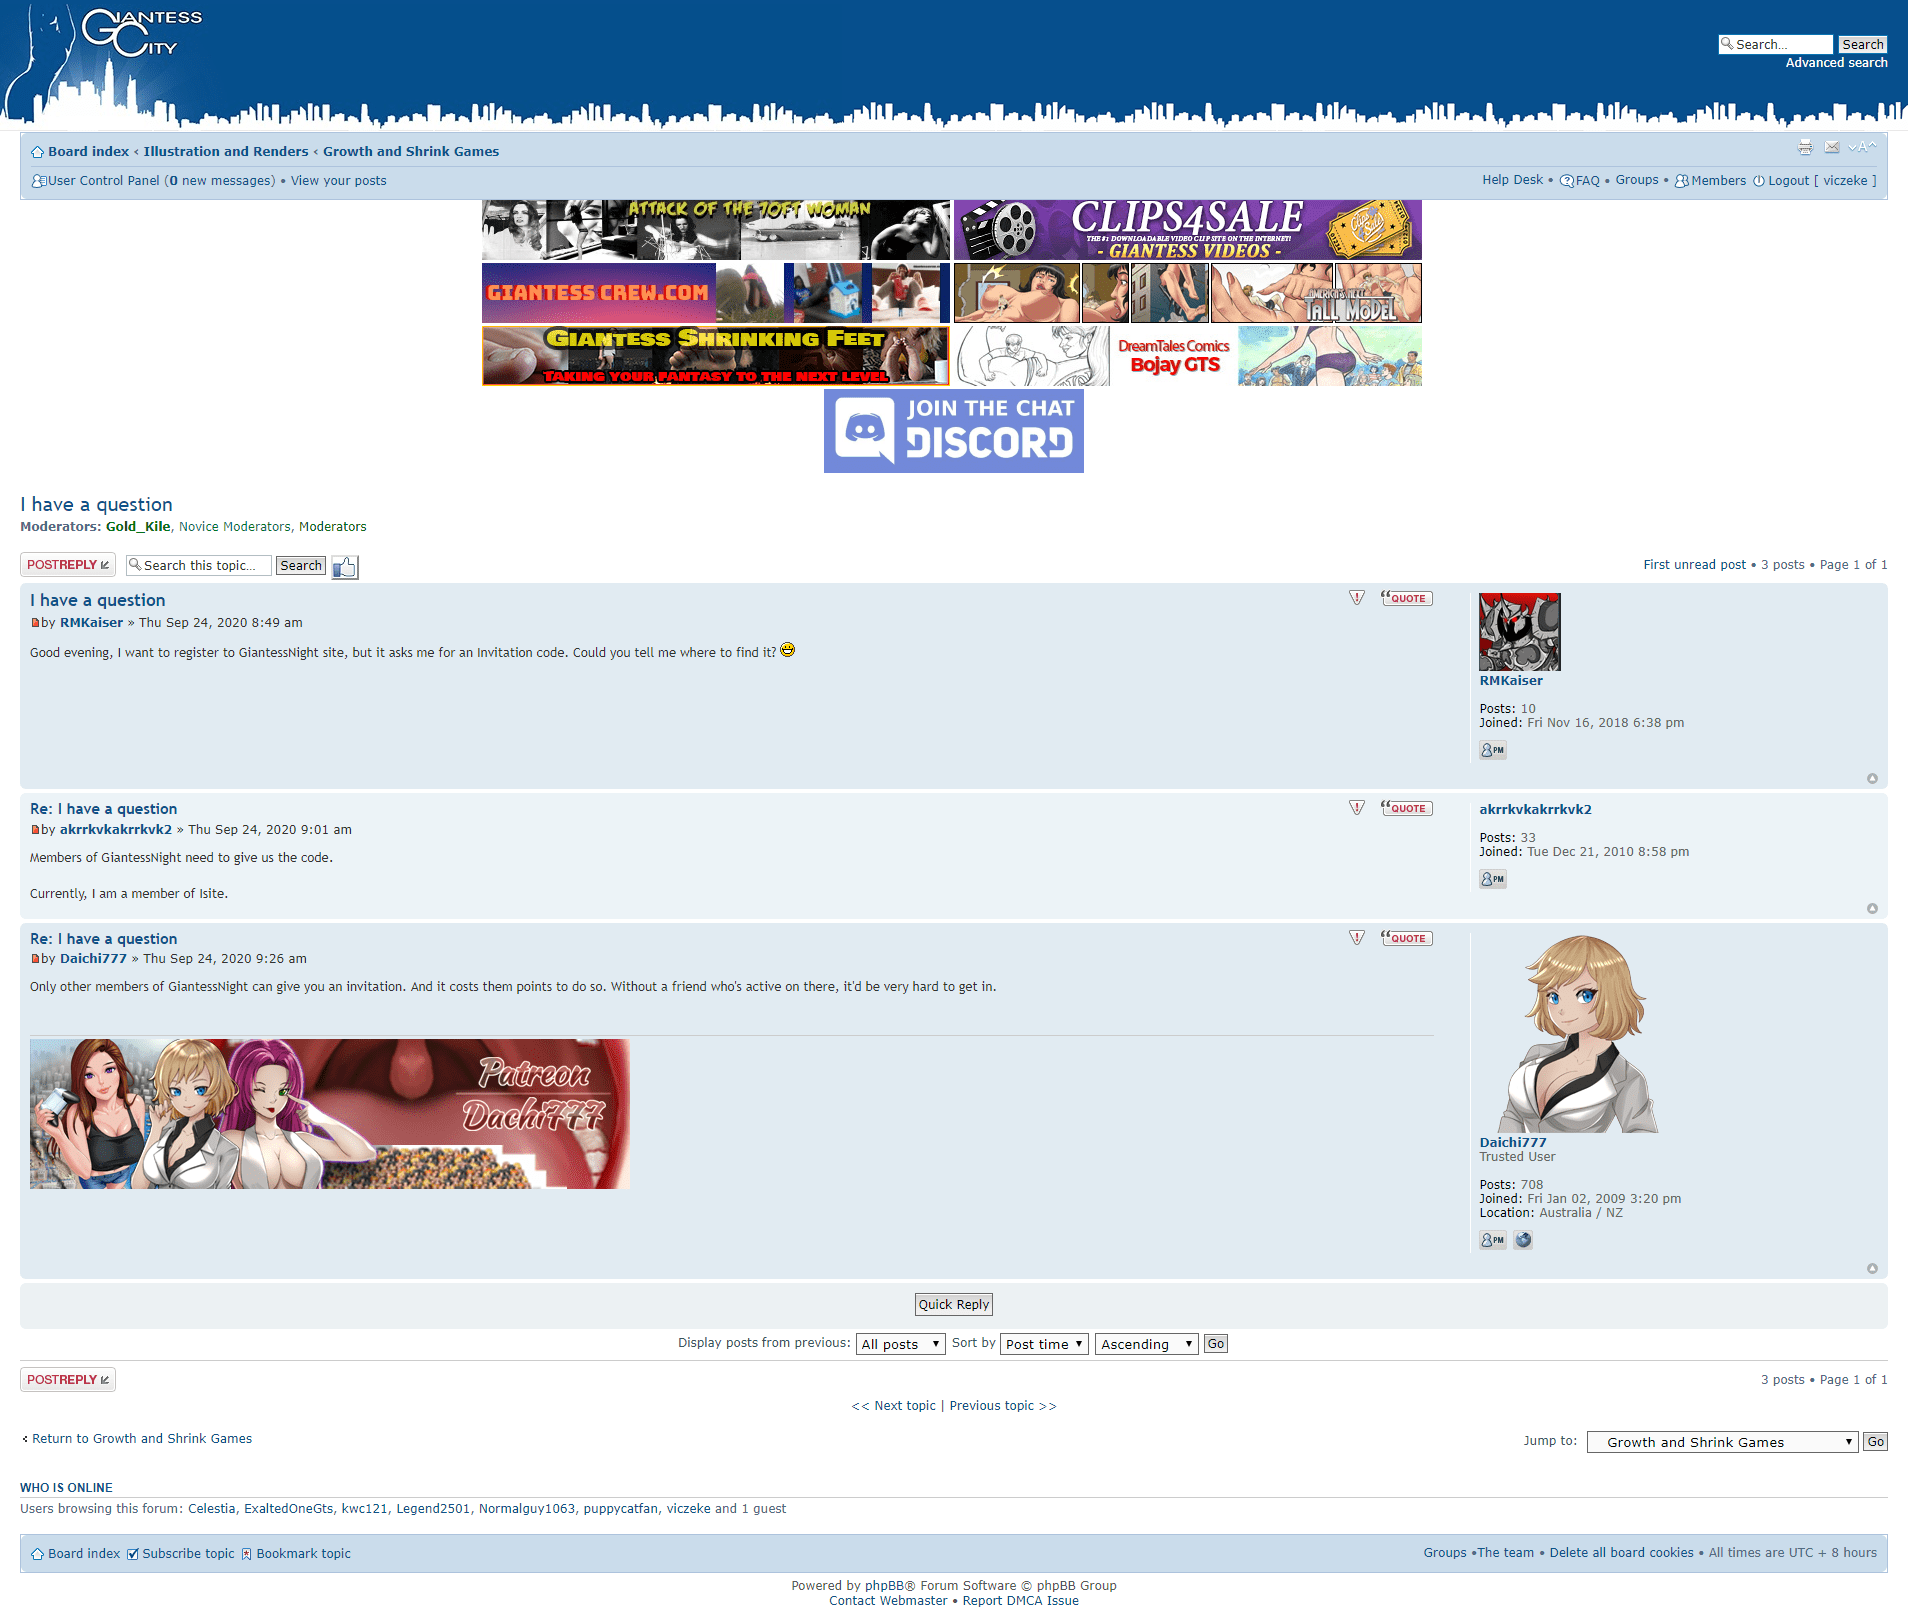 GIANTESS
CITY
Search...
Search
Advanced search
Board index ‹ Illustration and Renders ‹ Growth and Shrink Games
A
User Control Panel (0 new messages) • View your posts
Help Desk • FAQ • Groups • Members Logout [ viczeke ]
ATTACK OF THE 70FT WOMAN
CLIPS4SALE
THE #1 DOWNLOADABLE VIDEO CLIP SITE ON THE INTERNET!
- GIANTESS VIDEOS -
GIANTESS CREW.COM
AMERICA'S NEXT
TALL MODEL
GIANTESS SHRINKING FEET
TAKING YOUR FANTASY TO THE NEXT LEVEL
DreamTales Comics
Bojay GTS
JOIN THE CHAT
DISCORD
I have a question
Moderators: Gold_Kile, Novice Moderators, Moderators
POSTREPLY
Search this topic...
Search
First unread post • 3 posts • Page 1 of 1
I have a question
QUOTE
by RMKaiser » Thu Sep 24, 2020 8:49 am
Good evening, I want to register to GiantessNight site, but it asks me for an Invitation code. Could you tell me where to find it?
RMKaiser
Posts: 10
Joined: Fri Nov 16, 2018 6:38 pm
PM
Re: I have a question
QUOTE
by akrrkvkakrrkvk2 » Thu Sep 24, 2020 9:01 am
Members of GiantessNight need to give us the code.
Currently, I am a member of Isite.
akrrkvkakrrkvk2
Posts: 33
Joined: Tue Dec 21, 2010 8:58 pm
PM
Re: I have a question
QUOTE
by Daichi777 » Thu Sep 24, 2020 9:26 am
Only other members of GiantessNight can give you an invitation. And it costs them points to do so. Without a friend who's active on there, it'd be very hard to get in.
Patreon
Dachi777
Daichi777
Trusted User
Posts: 708
Joined: Fri Jan 02, 2009 3:20 pm
Location: Australia / NZ
PM
Quick Reply
Display posts from previous: All posts Sort by Post time Ascending Go
POSTREPLY
3 posts • Page 1 of 1
<< Next topic | Previous topic >>
Return to Growth and Shrink Games
Jump to: Growth and Shrink Games Go
WHO IS ONLINE
Users browsing this forum: Celestia, ExaltedOneGts, kwc121, Legend2501, Normalguy1063, puppycatfan, viczeke and 1 guest
Board index Subscribe topic Bookmark topic
Groups •The team • Delete all board cookies • All times are UTC + 8 hours
Powered by phpBB® Forum Software © phpBB Group
Contact Webmaster • Report DMCA Issue